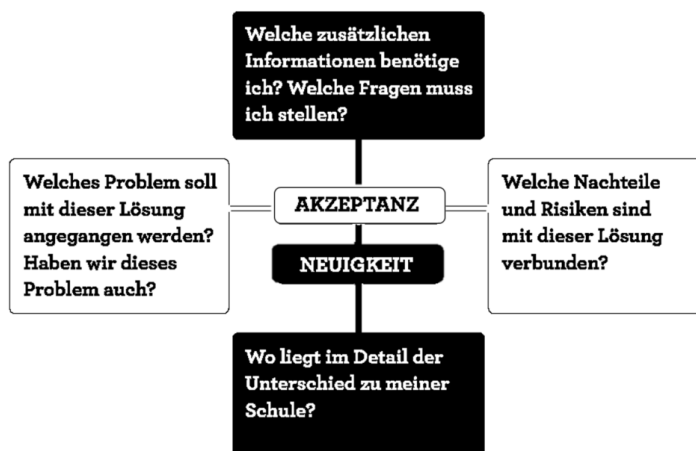 Welche zusätzlichen
Informationen benötige
ich? Welche Fragen muss
ich stellen?
Welches Problem soll
mit dieser Lösung
angegangen werden?
Haben wir dieses
Problem auch?
AKZEPTANZ
NEUIGKEIT
Welche Nachteile
und Risiken sind
mit dieser Lösung
verbunden?
Wo liegt im Detail der
Unterschied zu meiner
Schule?